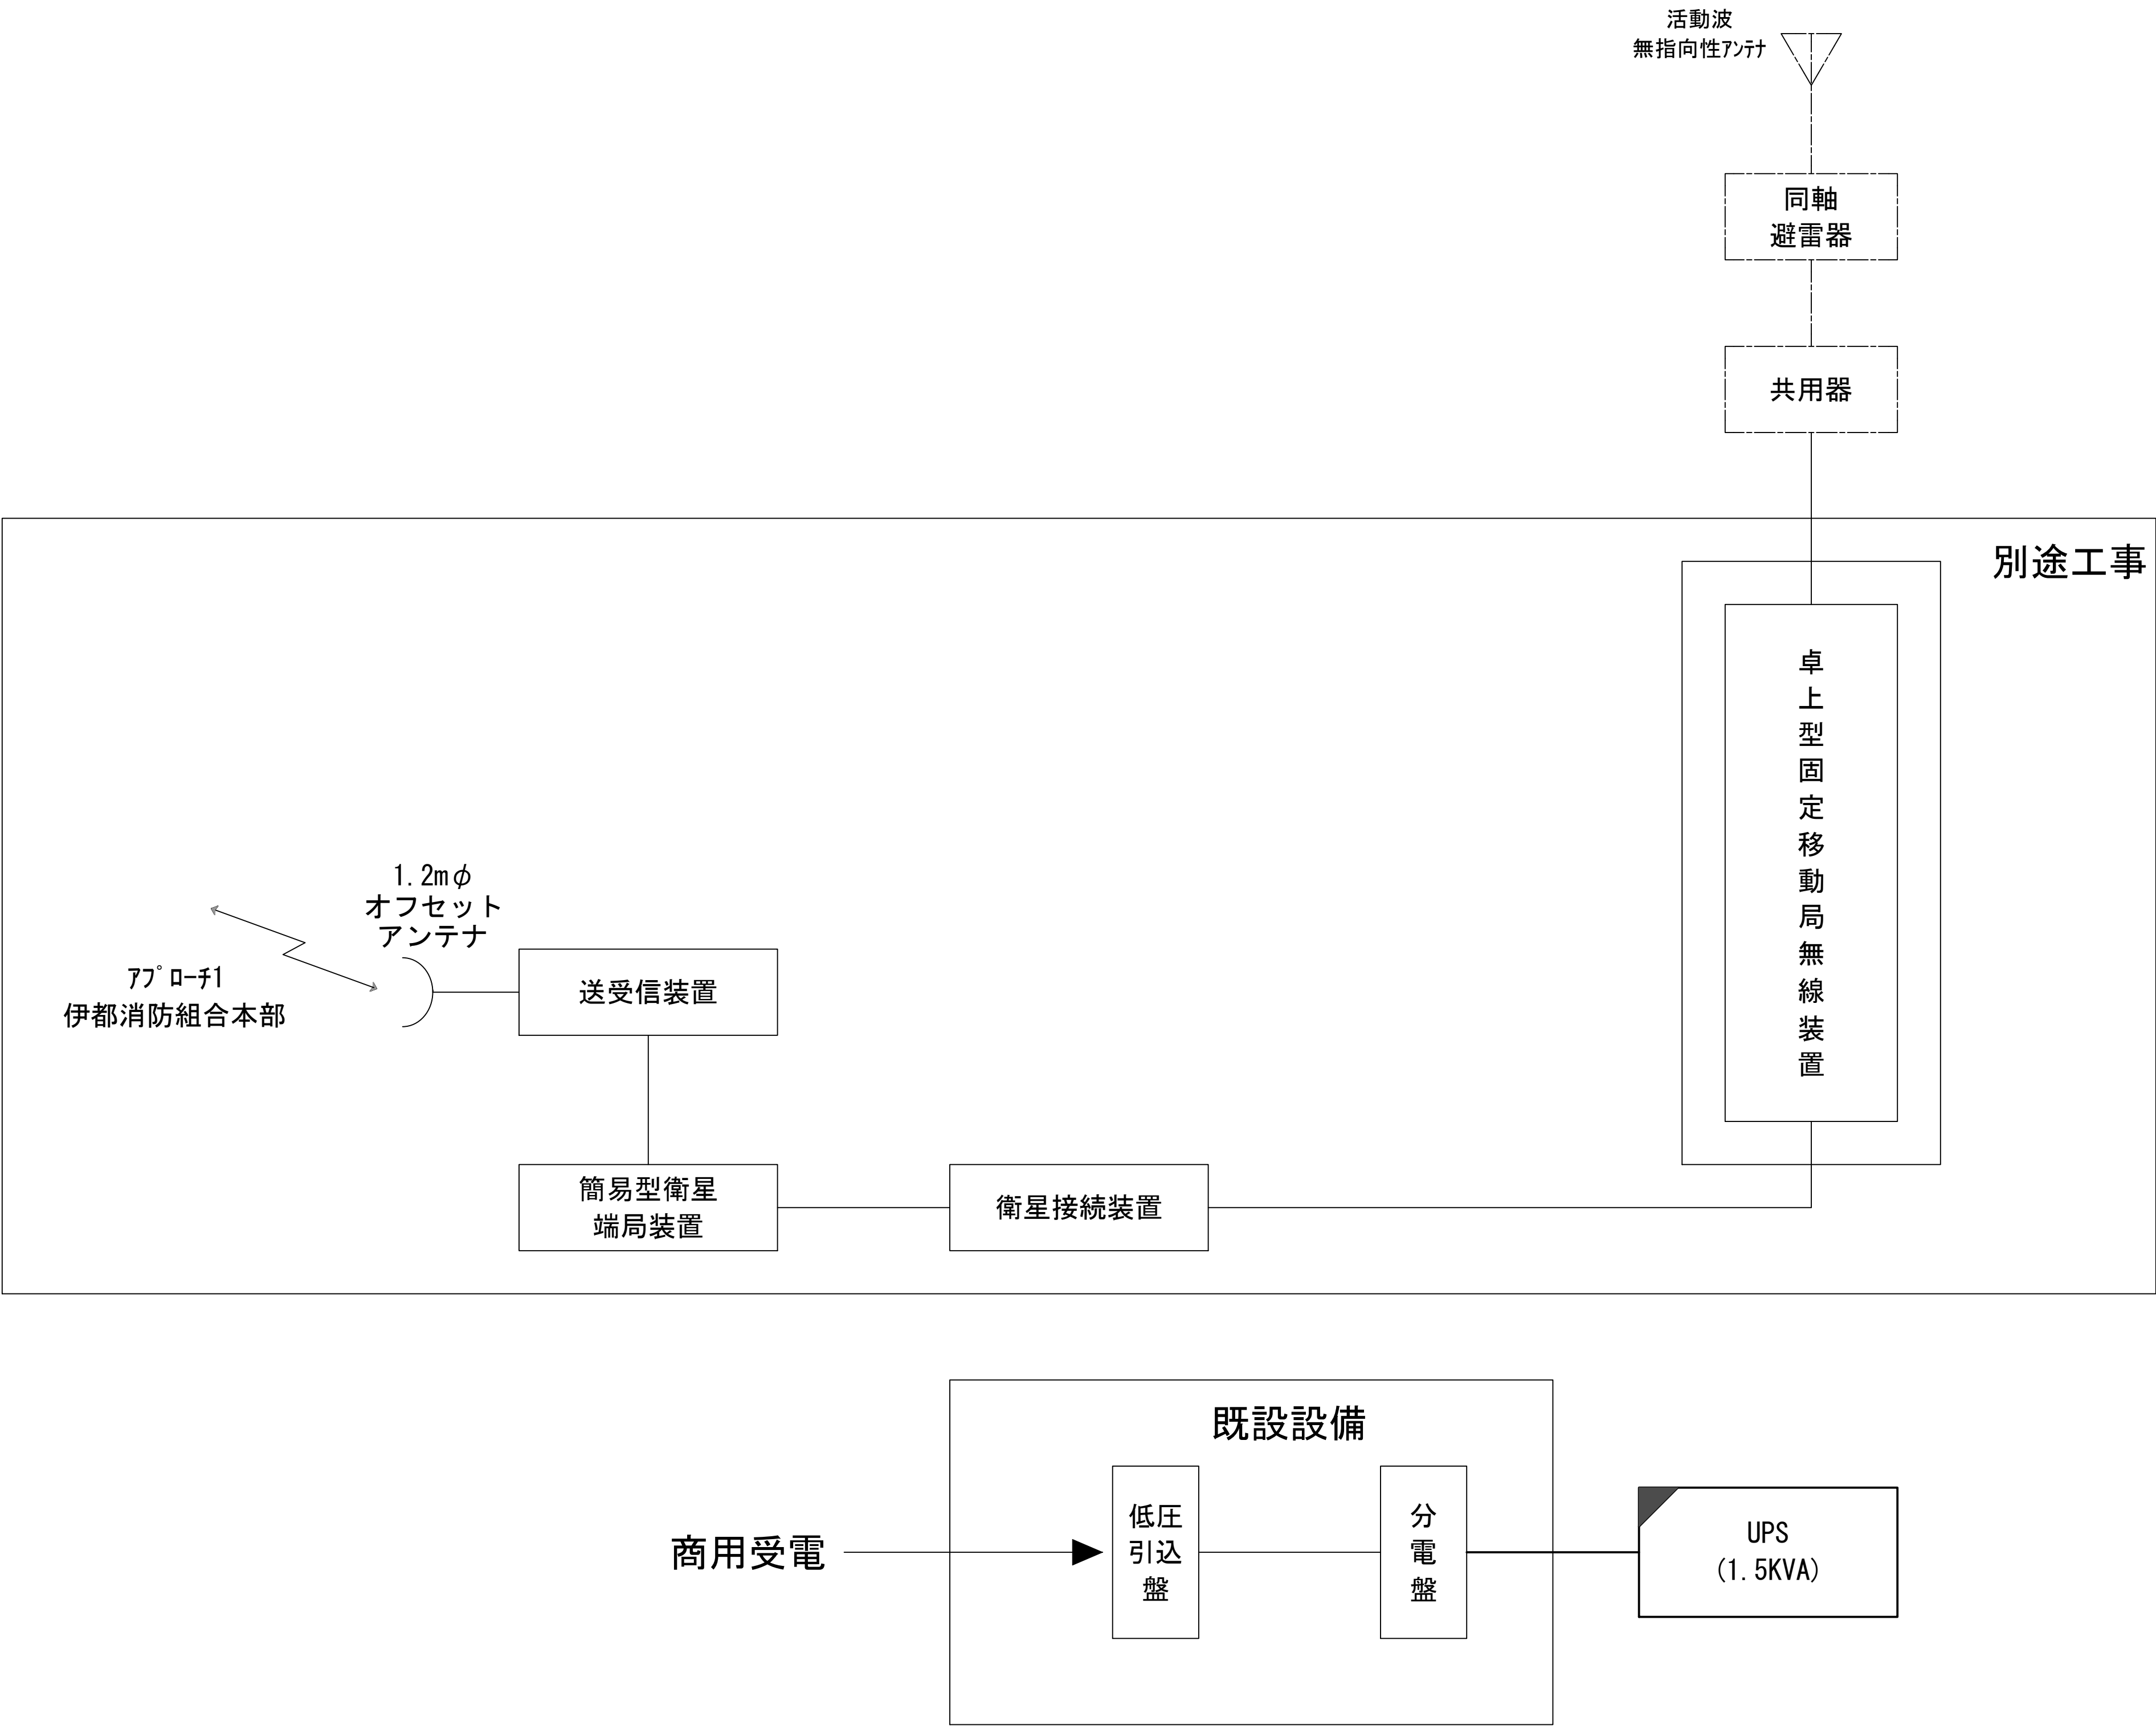 活動波
無指向性ｱﾝﾃﾅ
同軸
避雷器
共用器
別途工事
卓上型固定移動局無線装置
1.2mφ
オフセット
アンテナ
ｱﾌﾟﾛｰﾁ1
伊都消防組合本部
送受信装置
簡易型衛星
端局装置
衛星接続装置
既設設備
商用受電
低圧
引込
盤
分電盤
UPS
(1.5KVA)